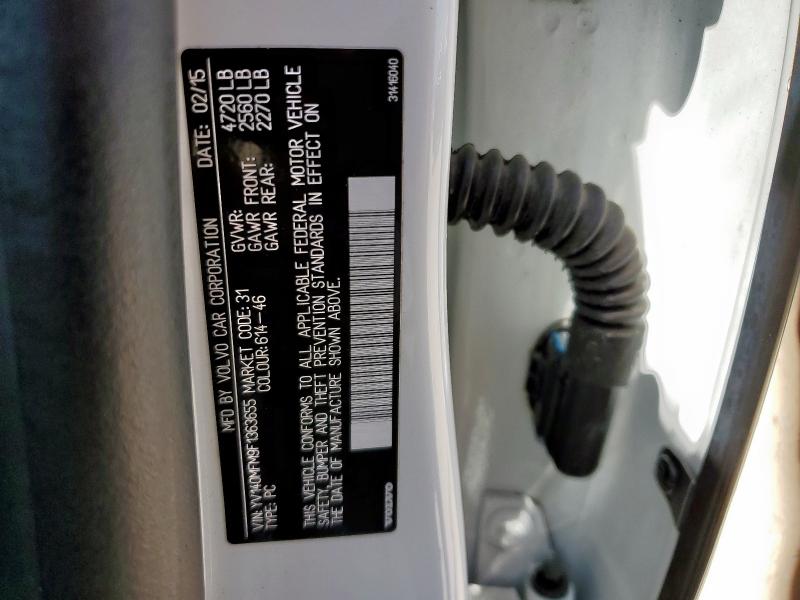 MFD BY VOLVO CAR CORPORATION DATE: 02/15
VIN: YV140MFM9F1363655 MARKET CODE: 31 GVWR: 4720 LB
TYPE: PC COLOUR: 614-46 GAWR FRONT: 2560 LB
GAWR REAR: 2270 LB
THIS VEHICLE CONFORMS TO ALL APPLICABLE FEDERAL MOTOR VEHICLE
SAFETY, BUMPER AND THEFT PREVENTION STANDARDS IN EFFECT ON
THE DATE OF MANUFACTURE SHOWN ABOVE.
VOLVO 31416040